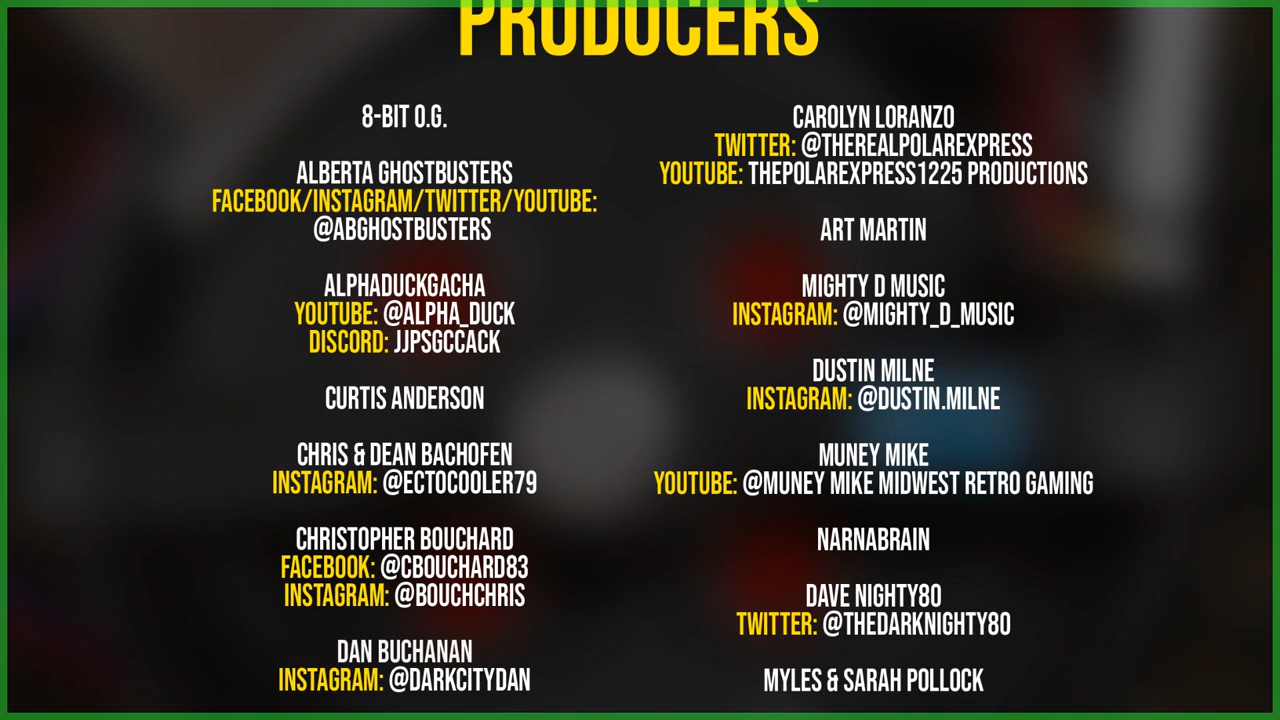 PRODUCERS
8-BIT O.G.
ALBERTA GHOSTBUSTERS
FACEBOOK/INSTAGRAM/TWITTER/YOUTUBE:
@ABGHOSTBUSTERS
ALPHADUCKGACHA
YOUTUBE: @ALPHA_DUCK
DISCORD: JJPSGCCACK
CURTIS ANDERSON
CHRIS & DEAN BACHOFEN
INSTAGRAM: @ECTOCOOLER79
CHRISTOPHER BOUCHARD
FACEBOOK: @CBOUCHARD83
INSTAGRAM: @BOUCHCHRIS
DAN BUCHANAN
INSTAGRAM: @DARKCITYDAN
CAROLYN LORANZO
TWITTER: @THEREALPOLAREXPRESS
YOUTUBE: THEPOLAREXPRESS1225 PRODUCTIONS
ART MARTIN
MIGHTY D MUSIC
INSTAGRAM: @MIGHTY_D_MUSIC
DUSTIN MILNE
INSTAGRAM: @DUSTIN.MILNE
MUNEY MIKE
YOUTUBE: @MUNEY MIKE MIDWEST RETRO GAMING
NARNABRAIN
DAVE NIGHTY80
TWITTER: @THEDARKNIGHTY80
MYLES & SARAH POLLOCK